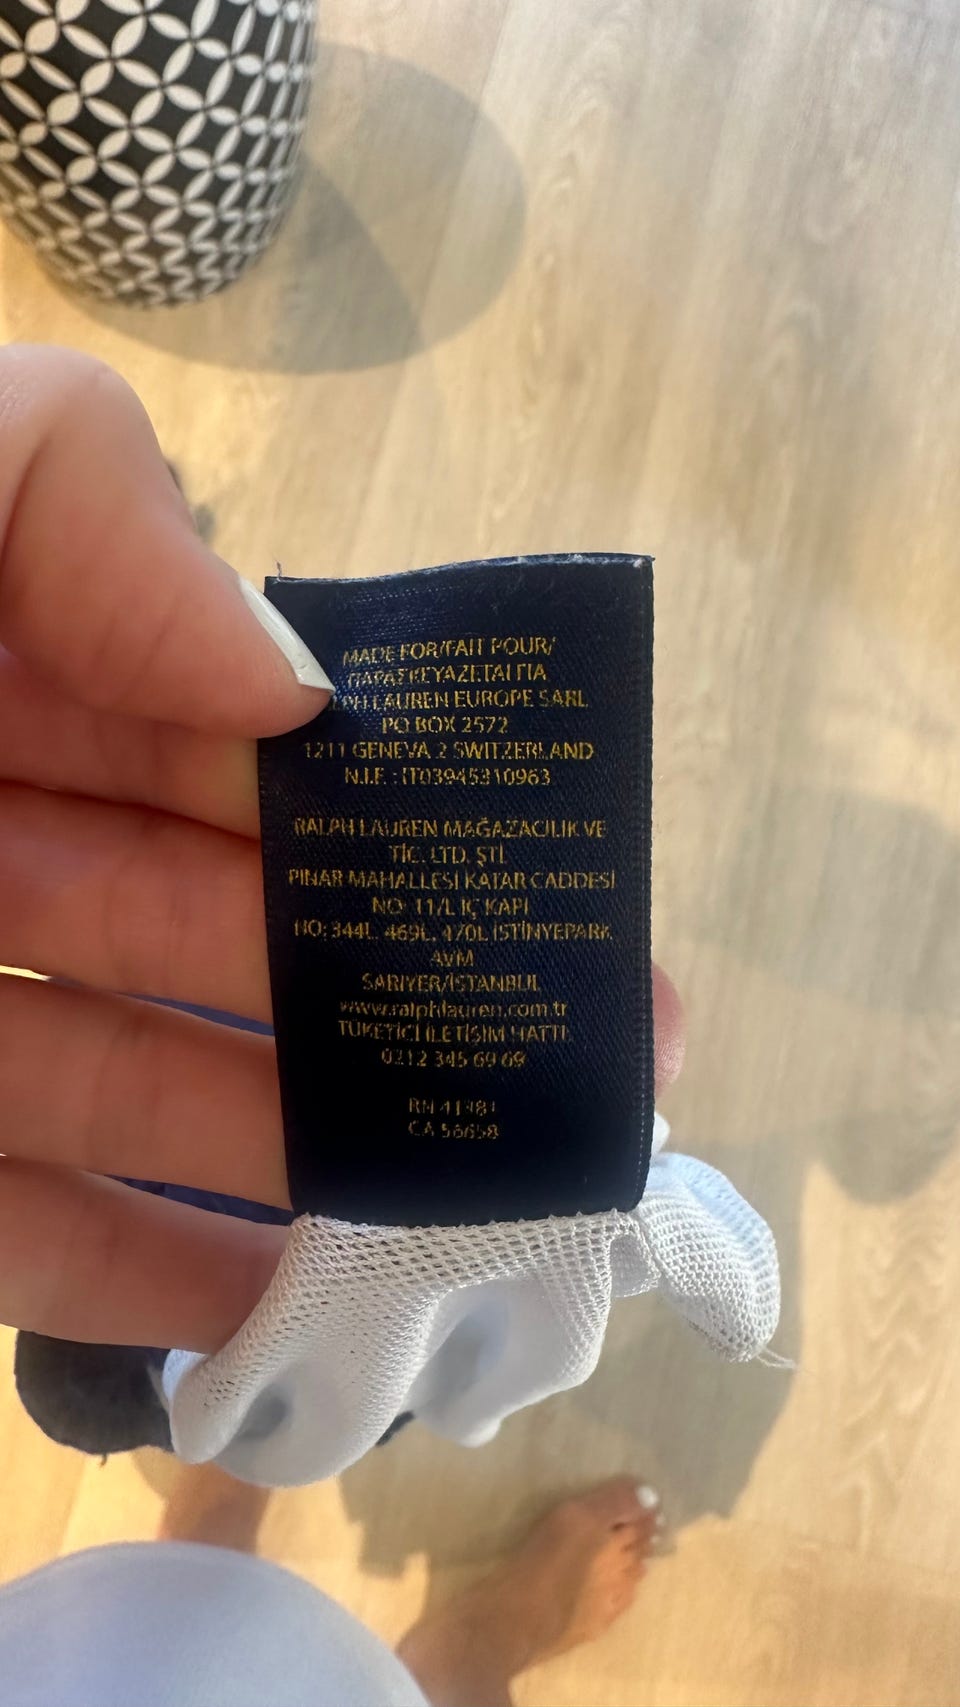 MADE FOR/FAIT POUR/
ΠΑΡΑΣΚΕΥΑΖΕΤΑΙ ΓΙΑ
LAUREN EUROPE SARL
PO BOX 2572
1211 GENEVA 2 SWITZERLAND
N.I.F. : IT03945310963
RALPH LAUREN MAĞAZACILIK VE
TİC. LTD. ŞTİ.
PINAR MAHALLESİ KATAR CADDESİ
NO: 11/L İÇ KAPI
NO: 344L, 469L, 470L İSTİNYEPARK
AVM
SARIYER/İSTANBUL
www.ralphlauren.com.tr
TÜKETİCİ İLETİŞİM HATTI:
0212 345 69 69
RN 41381
CA 56658